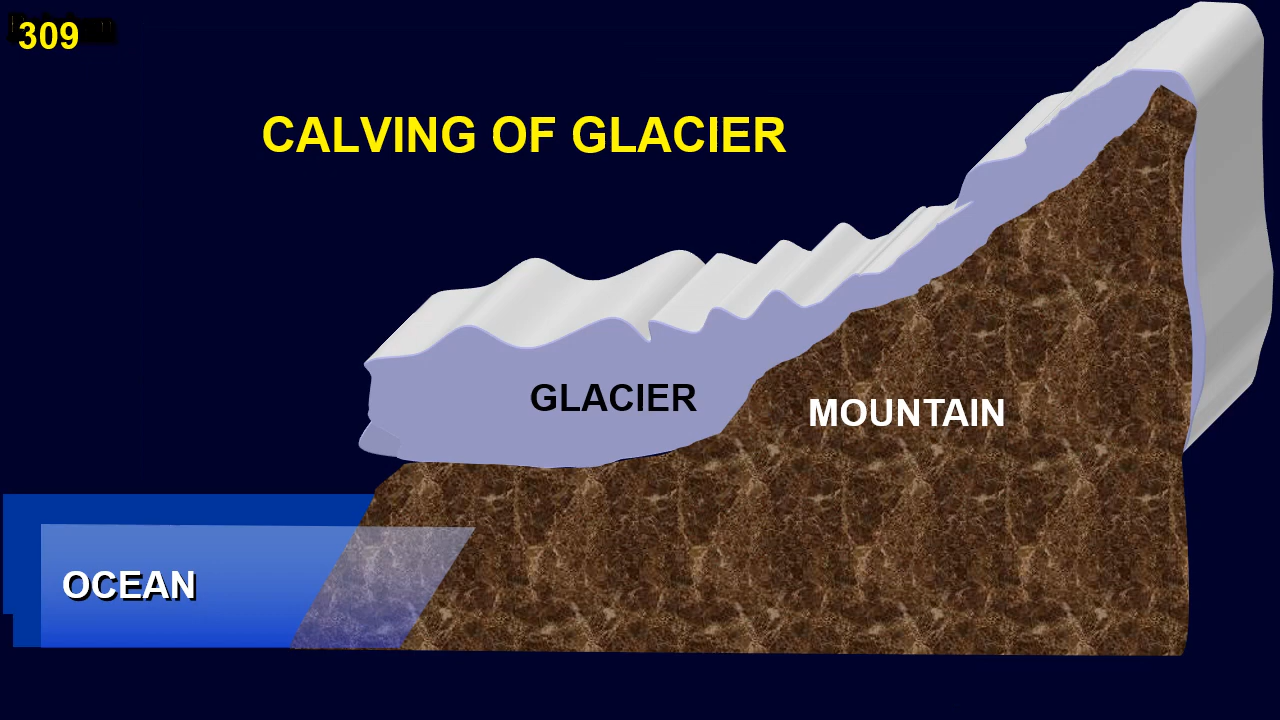 309
CALVING OF GLACIER
GLACIER
MOUNTAIN
OCEAN